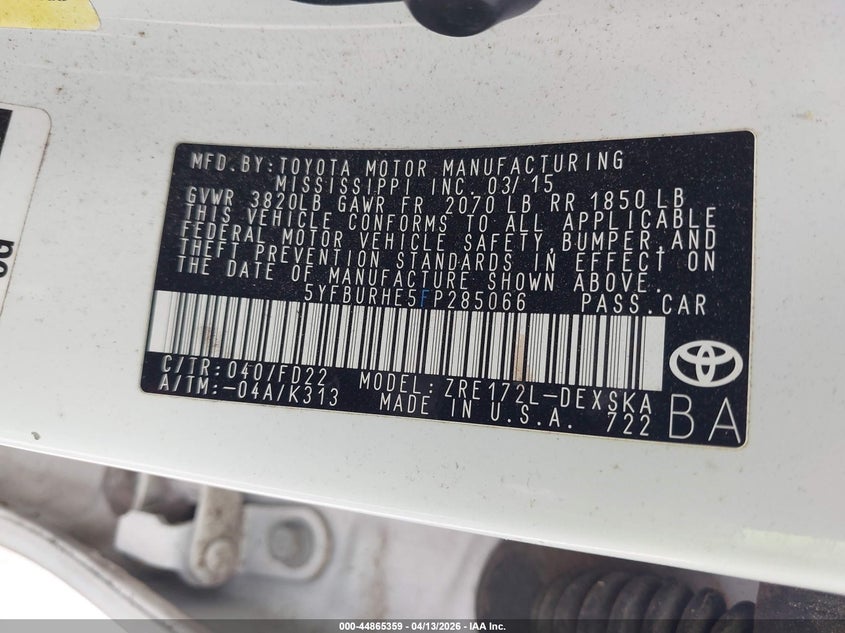 MFD.BY:TOYOTA MOTOR MANUFACTURING
MISSISSIPPI INC. 03/15
GVWR 3820LB GAWR FR 2070 LB RR 1850 LB
THIS VEHICLE CONFORMS TO ALL APPLICABLE
FEDERAL MOTOR VEHICLE SAFETY,BUMPER,AND
THEFT PREVENTION STANDARDS IN EFFECT ON
THE DATE OF MANUFACTURE SHOWN ABOVE.
5YFBURHE5FP285066 PASS.CAR
C/TR:040/FD22 MODEL:ZRE172L-DEXSKA
A/TM:-04A/K313 MADE IN U.S.A. 722
BA
000-44865359 - 04/13/2026 - IAA Inc.